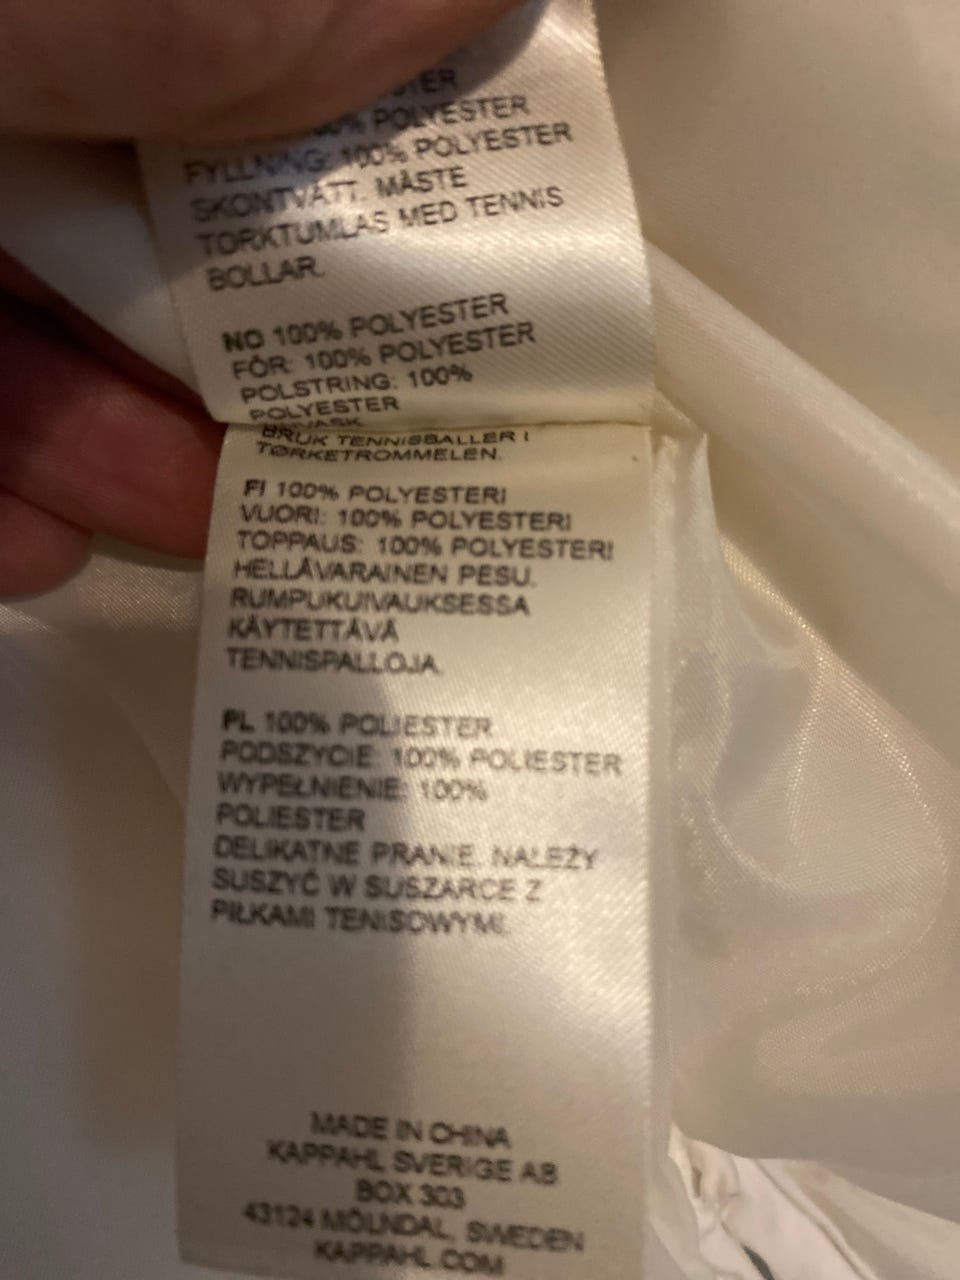 POLYESTER
FYLLNING: 100% POLYESTER
SKONTVÄTT. MÅSTE
TORKTUMLAS MED TENNIS
BOLLAR.
NO 100% POLYESTER
FÔR: 100% POLYESTER
POLSTRING: 100%
POLYESTER
BRUK TENNISBALLER I
TØRKETROMMELEN.
FI 100% POLYESTERI
VUORI: 100% POLYESTERI
TOPPAUS: 100% POLYESTERI
HELLÄVARAINEN PESU.
RUMPUKUIVAUKSESSA
KÄYTETTÄVÄ
TENNISPALLOJA.
PL 100% POLIESTER
PODSZYCIE: 100% POLIESTER
WYPEŁNIENIE: 100%
POLIESTER
DELIKATNE PRANIE. NALEŻY
SUSZYĆ W SUSZARCE Z
PIŁKAMI TENISOWYMI.
MADE IN CHINA
KAPPAHL SVERIGE AB
BOX 303
43124 MÖLNDAL, SWEDEN
KAPPAHL.COM